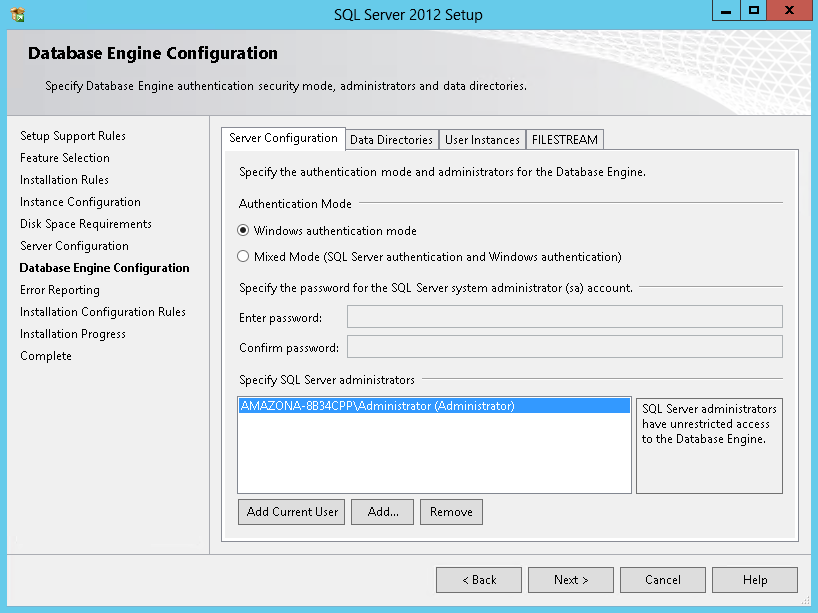 SQL Server 2012 Setup
Database Engine Configuration
Specify Database Engine authentication security mode, administrators and data directories.
Setup Support Rules
Feature Selection
Installation Rules
Instance Configuration
Disk Space Requirements
Server Configuration
Database Engine Configuration
Error Reporting
Installation Configuration Rules
Installation Progress
Complete
Server Configuration
Data Directories
User Instances
FILESTREAM
Specify the authentication mode and administrators for the Database Engine.
Authentication Mode
Windows authentication mode
Mixed Mode (SQL Server authentication and Windows authentication)
Specify the password for the SQL Server system administrator (sa) account.
Enter password:
Confirm password:
Specify SQL Server administrators
AMAZONA-8B34CPP\Administrator (Administrator)
SQL Server administrators
have unrestricted access
to the Database Engine.
Add Current User
Add...
Remove
< Back
Next >
Cancel
Help